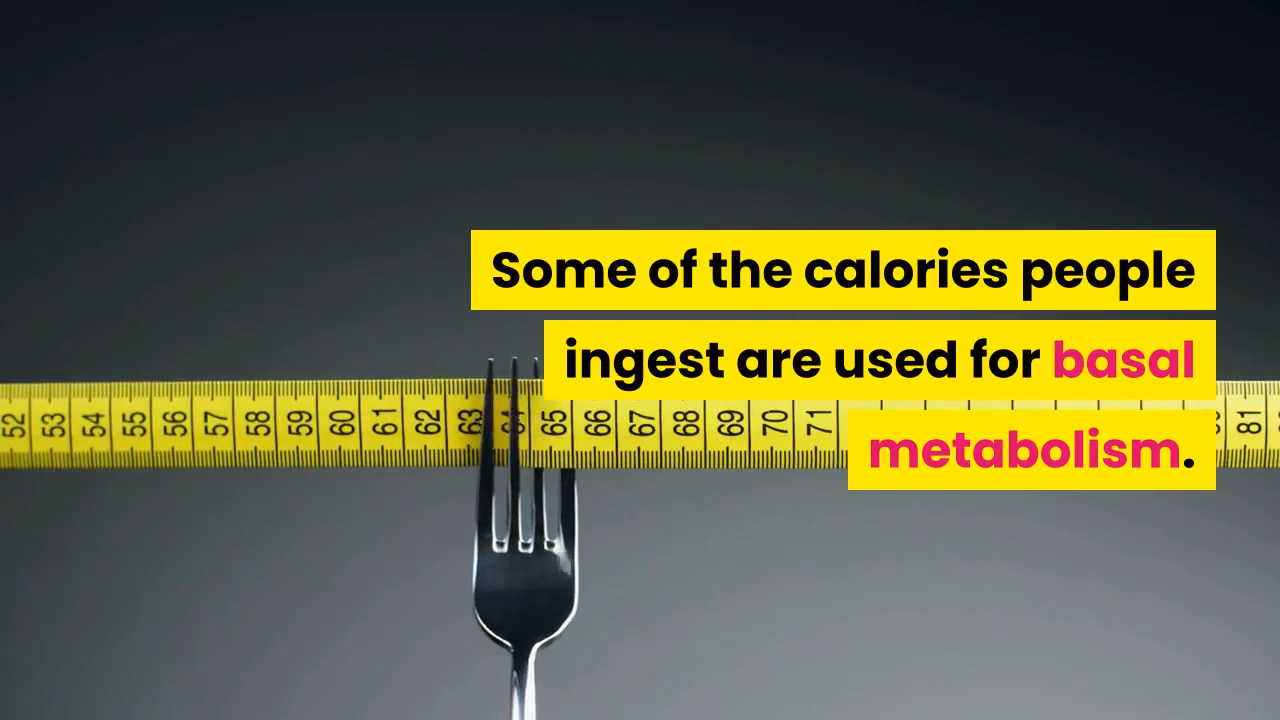 Some of the calories people
ingest are used for basal
metabolism.
52 53 54 55 56 57 58 59 60 61 62 63 64 65 66 67 68 69 70 71 81